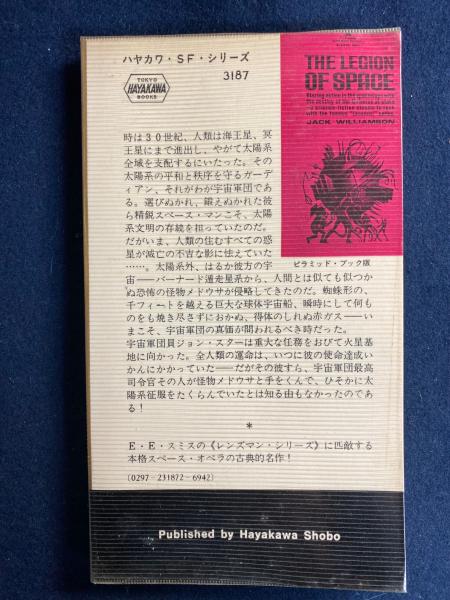 ハヤカワ・SF・シリーズ
3187
TOKYO
HAYAKAWA
BOOKS
THE LEGION
OF SPACE
JACK WILLIAMSON
ピラミッド・ブック版
時は30世紀、人類は海王星、冥
王星にまで進出し、やがて太陽系
全域を支配するにいたった。その
太陽系の平和と秩序を守るガーデ
ィアン、それがわが宇宙軍団であ
る。選びぬかれ、鍛えぬかれた彼
ら精鋭スペース・マンこそ、太陽
系文明の存続を担っていたのだ。
だがいま、人類の住むすべての惑
星が滅亡の不吉な影に怯えていた
……。太陽系外、はるか彼方の宇
宙――バーナード遁走星系から、人間とは似ても似つかぬ
恐怖の怪物メドウサが侵略してきたのだ。蜘蛛形の、
千フィートを越える巨大な球体宇宙船、瞬時にして何も
のをも焼き尽さずにおかぬ、得体のしれぬ赤ガス――い
まこそ、宇宙軍団の真価が問われるべき時だった。
宇宙軍団員ジョン・スターは重大な任務をおびて火星基
地に向かった。全人類の運命は、いつに彼の使命達成い
かんにかかっていた――だがその彼すら、宇宙軍団最高
司令官その人が怪物メドウサと手をくんで、ひそかに太
陽系征服をたくらんでいたとは知る由もなかったのであ
る!
*
E・E・スミスの《レンズマン・シリーズ》に匹敵する
本格スペース・オペラの古典的名作!
(0297-231872-6942)
Published by Hayakawa Shobo